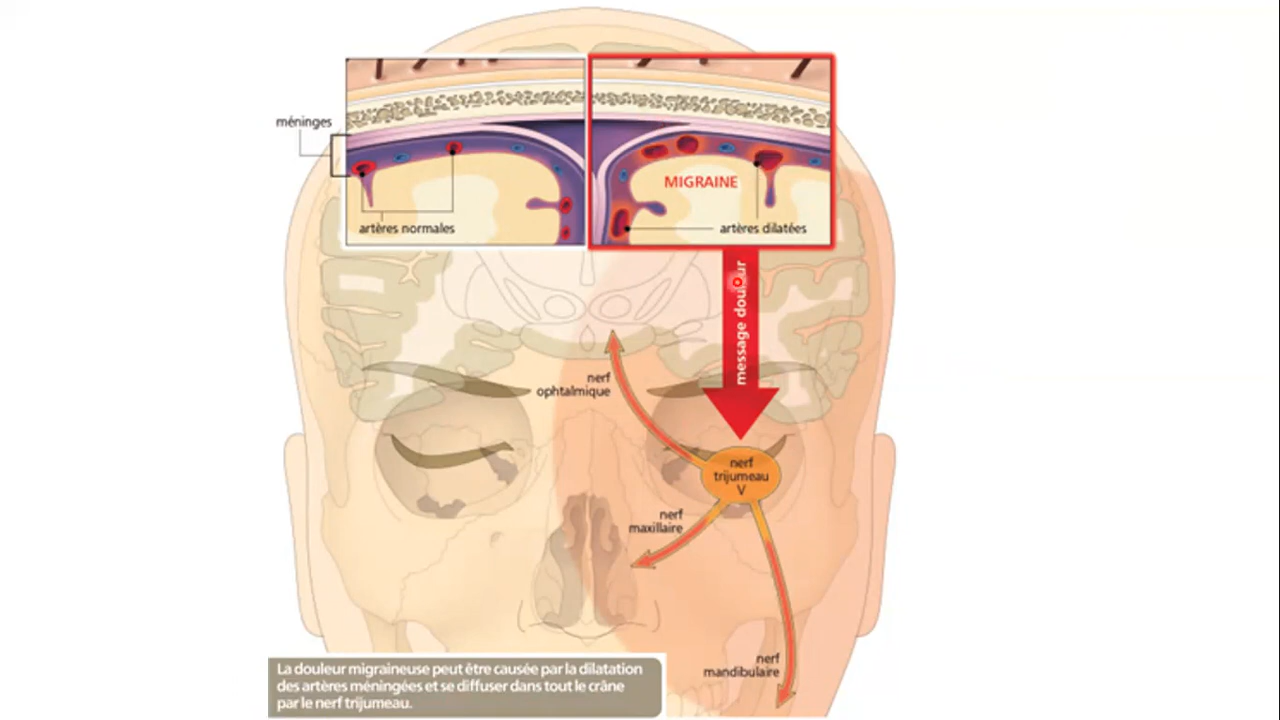 méninges
artères normales
MIGRAINE
artères dilatées
message douleur
nerf
ophtalmique
nerf
trijumeau
V
nerf
maxillaire
nerf
mandibulaire
La douleur migraineuse peut être causée par la dilatation
des artères méningées et se diffuser dans tout le crâne
par le nerf trijumeau.